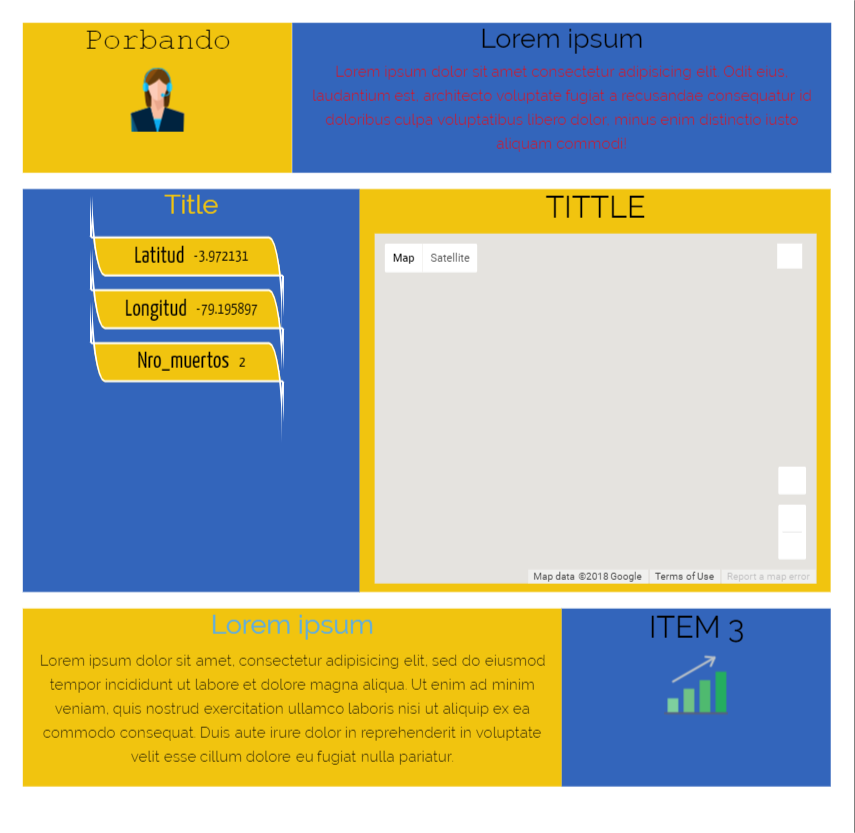 Porbando
Lorem ipsum
Lorem ipsum dolor sit amet consectetur adipisicing elit. Odit eius,
laudantium est, architecto voluptate fugiat a recusandae consequatur id
doloribus culpa voluptatibus libero dolor, minus enim distinctio iusto
aliquam commodi!
Title
Latitud -3.972131
Longitud -79.195897
Nro_muertos 2
TITTLE
Map Satellite
Map data ©2018 Google Terms of Use Report a map error
Lorem ipsum
Lorem ipsum dolor sit amet, consectetur adipisicing elit, sed do eiusmod
tempor incididunt ut labore et dolore magna aliqua. Ut enim ad minim
veniam, quis nostrud exercitation ullamco laboris nisi ut aliquip ex ea
commodo consequat. Duis aute irure dolor in reprehenderit in voluptate
velit esse cillum dolore eu fugiat nulla pariatur.
ITEM 3